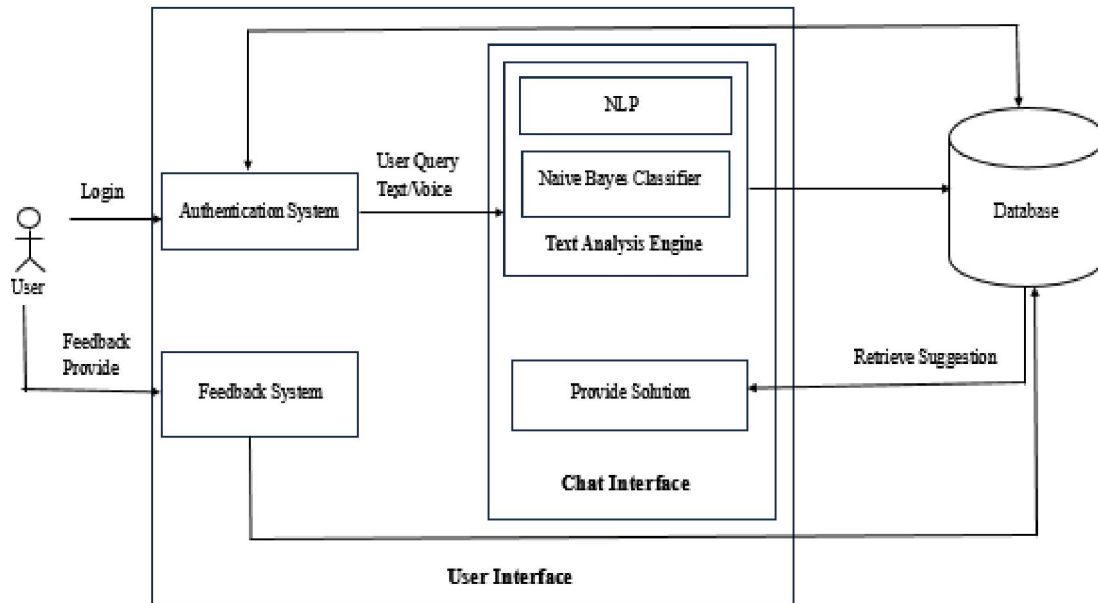 NLP
User Query
Text/Voice
Naive Bayes Classifier
Login
Authentication System
Database
Text Analysis Engine
User
Feedback
Provide
Feedback System
Retrieve Suggestion
Provide Solution
Chat Interface
User Interface